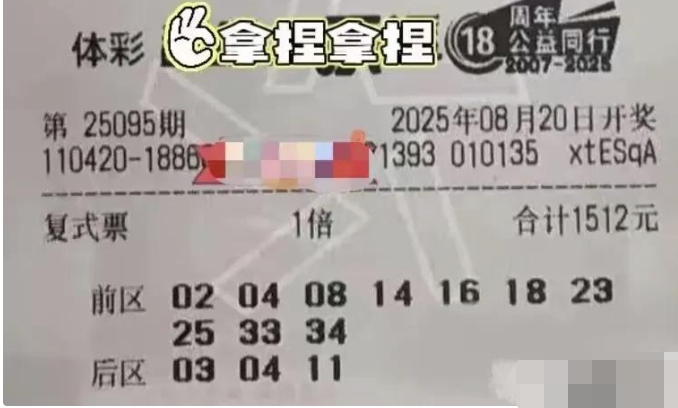 体彩
拿捏拿捏
18
周年
公益同行
2007-2025
第 25095期
2025年08月20日开奖
110420-1886
1393 010135 xtESqA
复式票 1倍 合计1512元
前区 02 04 08 14 16 18 23
25 33 34
后区 03 04 11